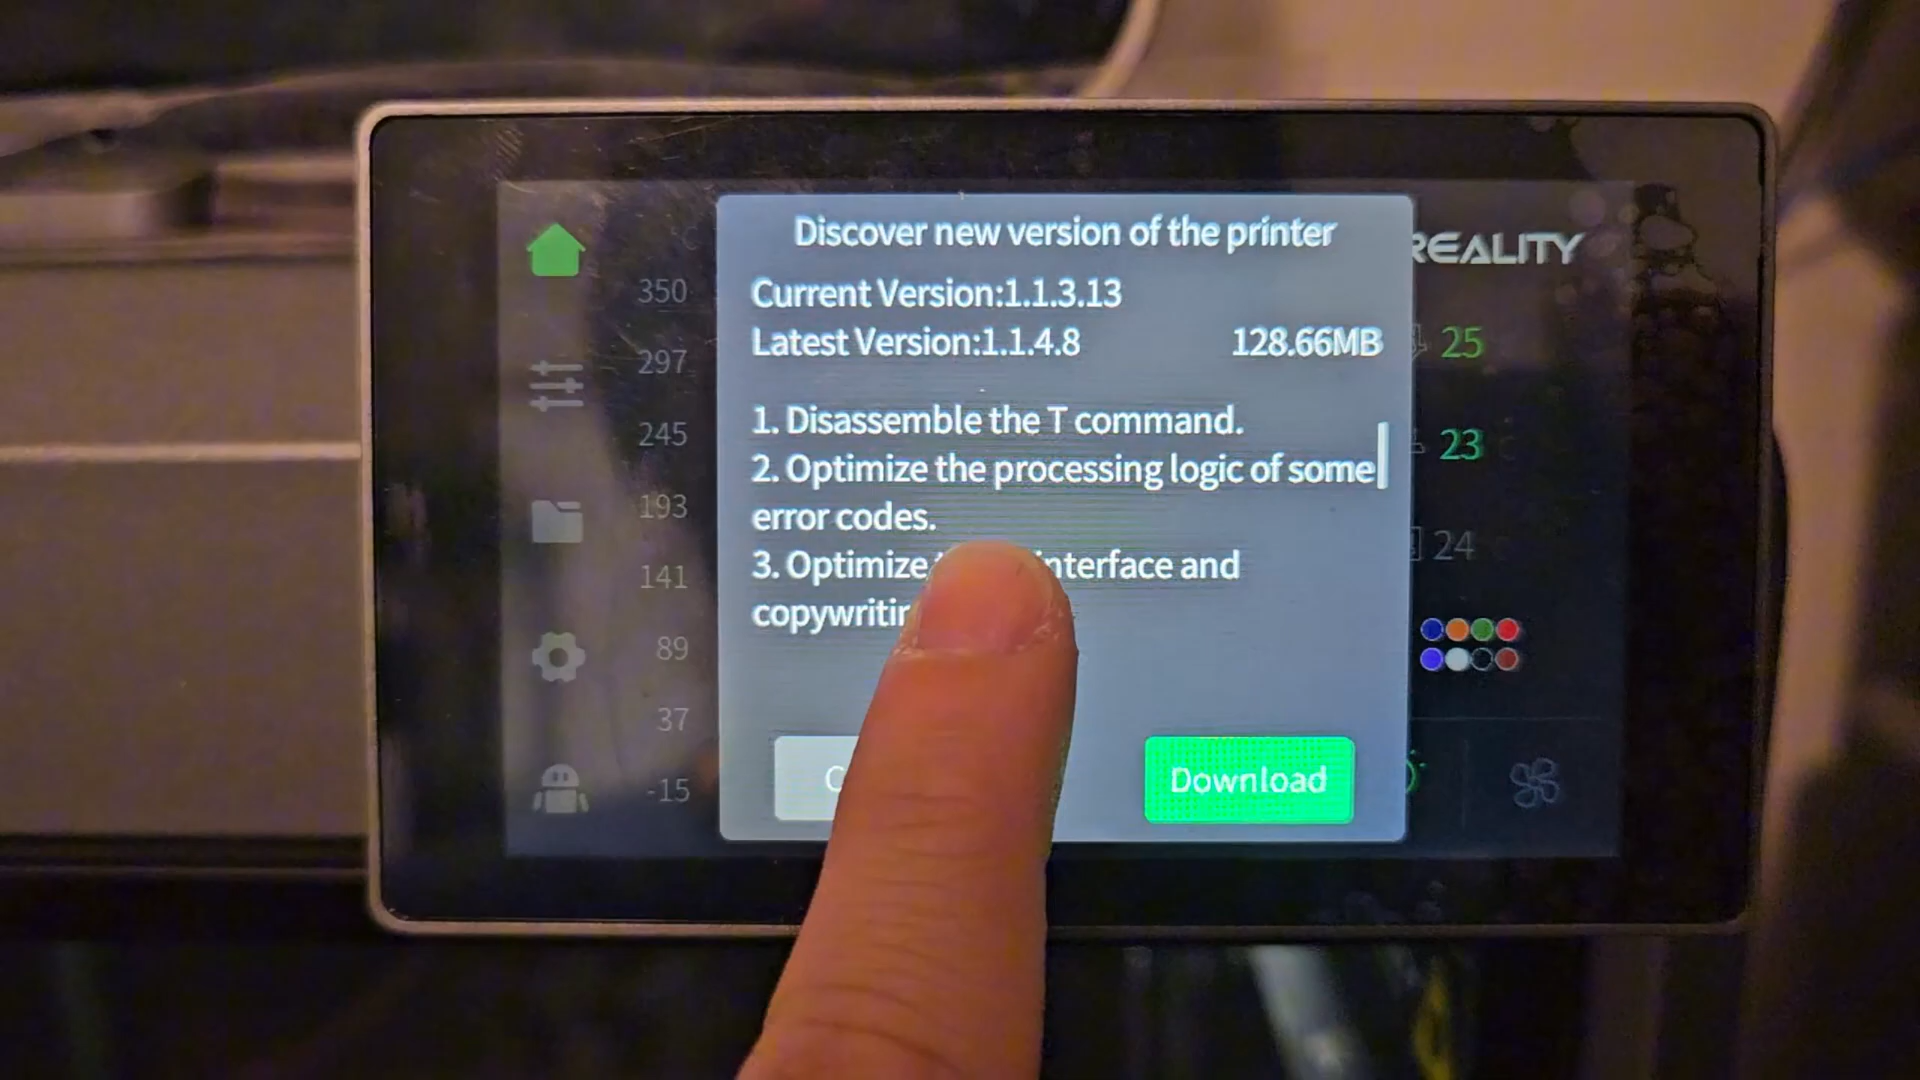 Discover new version of the printer
Current Version:1.1.3.13
Latest Version:1.1.4.8 128.66MB
1. Disassemble the T command.
2. Optimize the processing logic of some
error codes.
3. Optimize interface and
Download
REALITY
350
297
245
193
141
89
37
-15
25
23
24